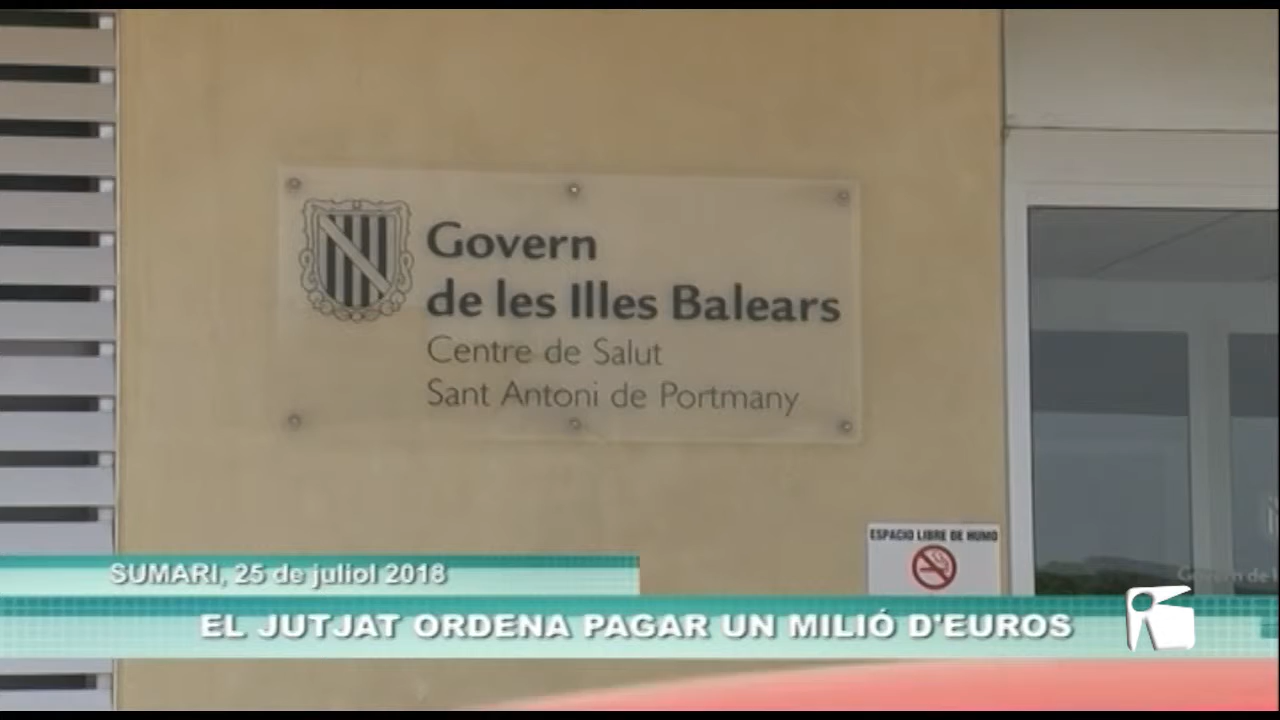 Govern
de les Illes Balears
Centre de Salut
Sant Antoni de Portmany
ESPACIO LIBRE DE HUMO
SUMARI, 25 de juliol 2018
EL JUTJAT ORDENA PAGAR UN MILIÓ D'EUROS